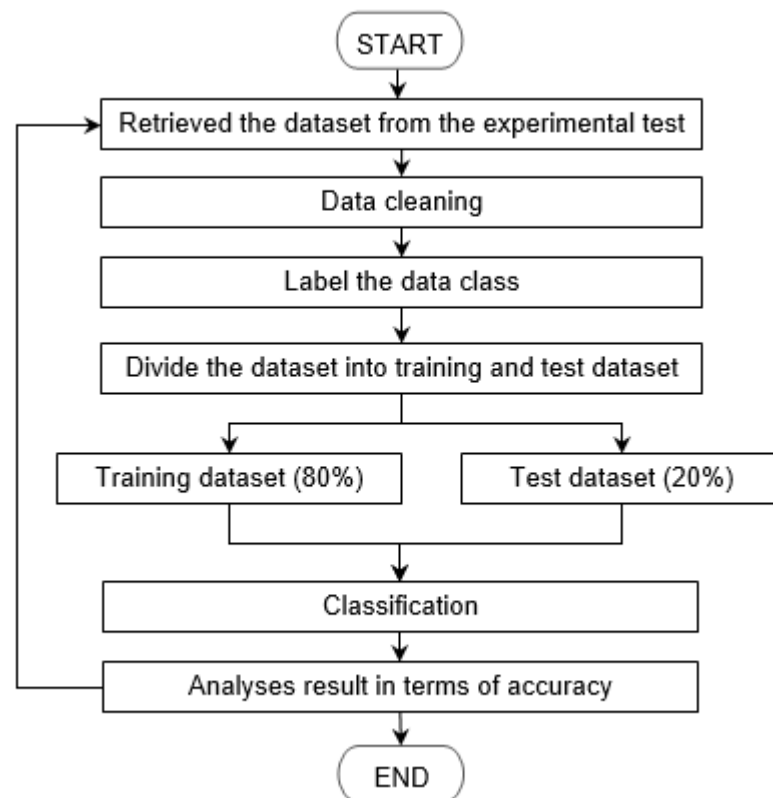 START
Retrieved the dataset from the experimental test
Data cleaning
Label the data class
Divide the dataset into training and test dataset
Training dataset (80%)
Test dataset (20%)
Classification
Analyses result in terms of accuracy
END